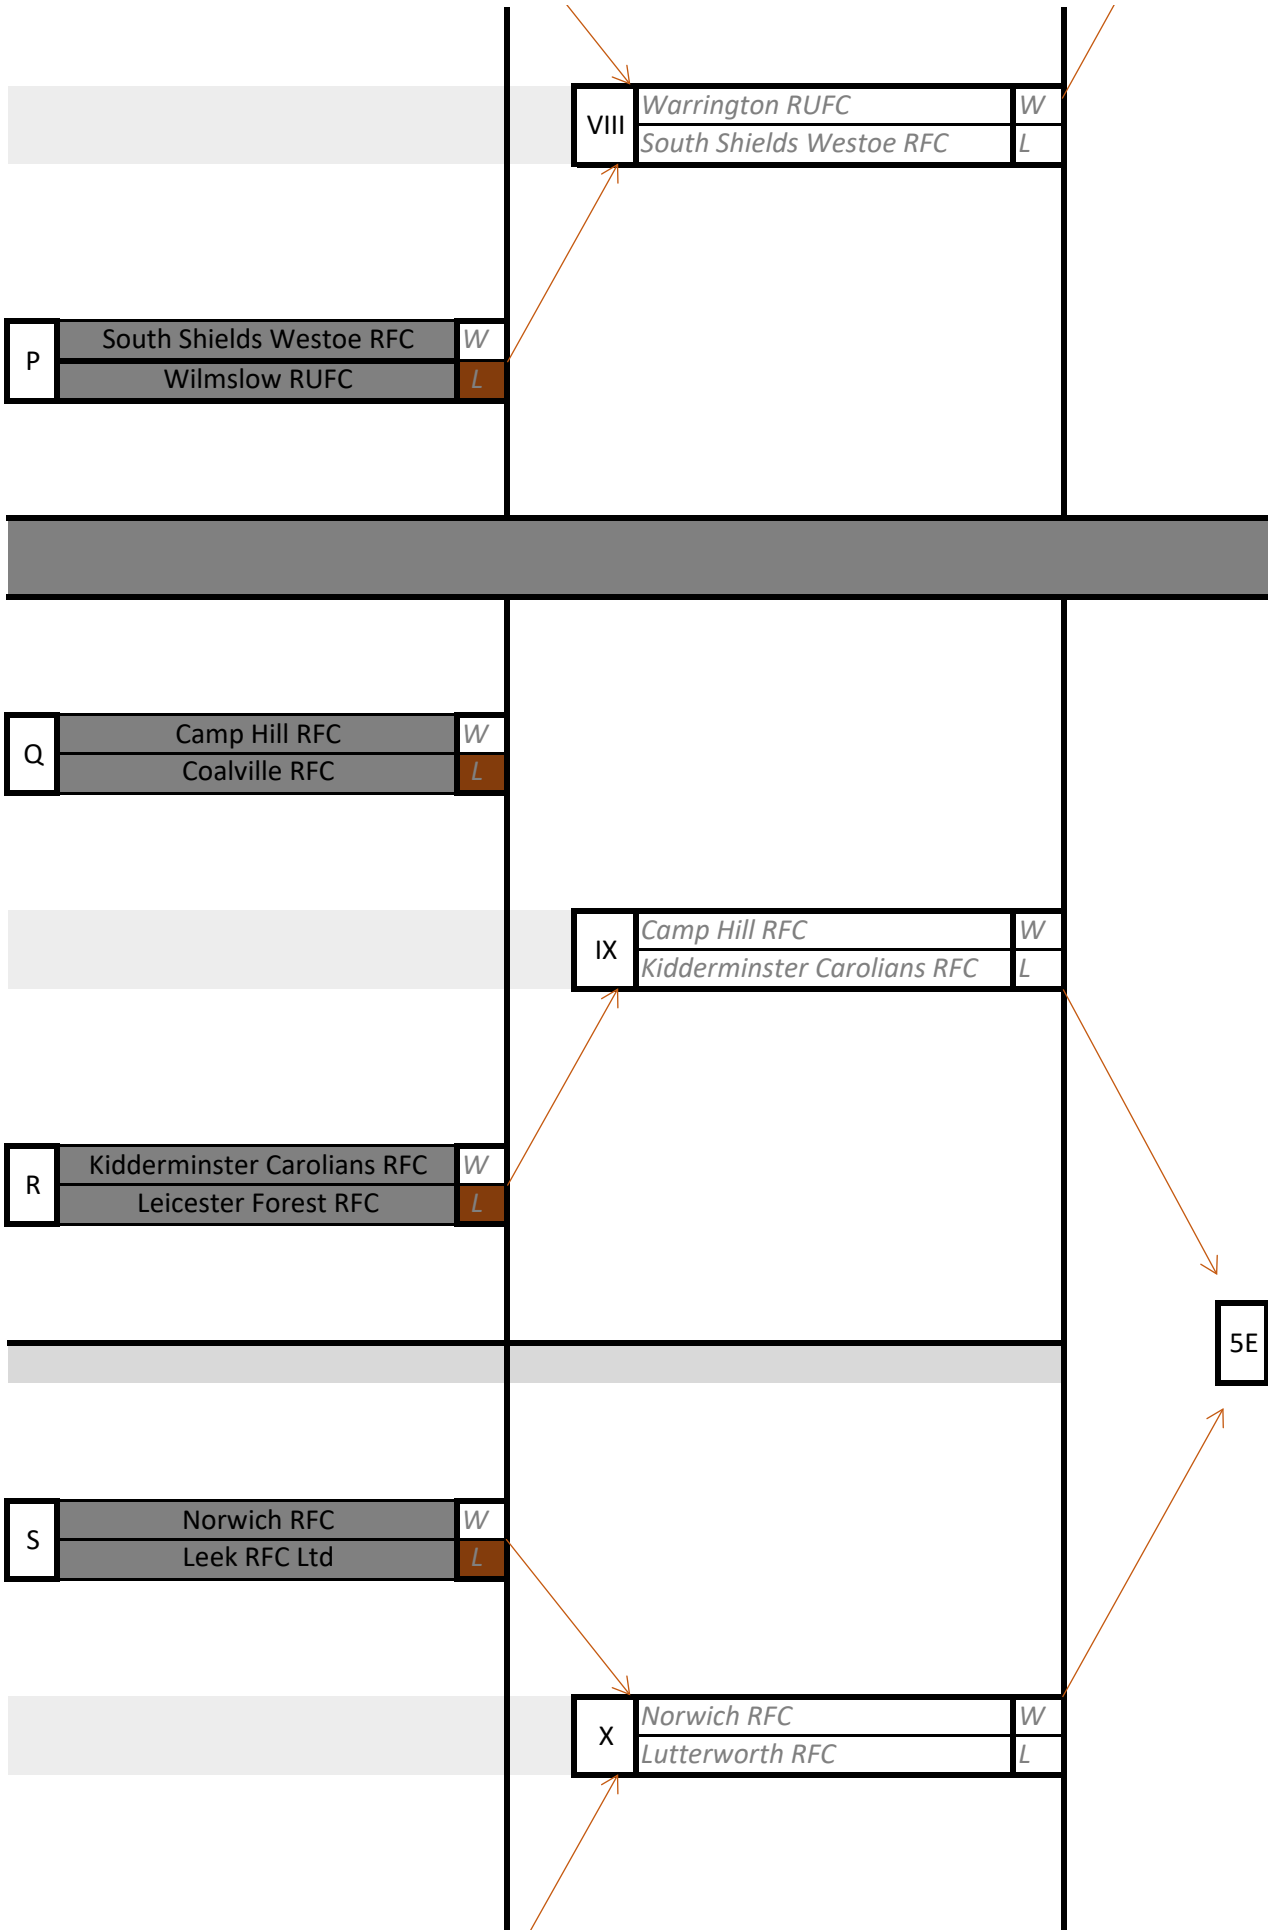 VIII
Warrington RUFC W
South Shields Westoe RFC L
P
South Shields Westoe RFC W
Wilmslow RUFC L
Q
Camp Hill RFC W
Coalville RFC L
IX
Camp Hill RFC W
Kidderminster Carolians RFC L
R
Kidderminster Carolians RFC W
Leicester Forest RFC L
5E
S
Norwich RFC W
Leek RFC Ltd L
X
Norwich RFC W
Lutterworth RFC L